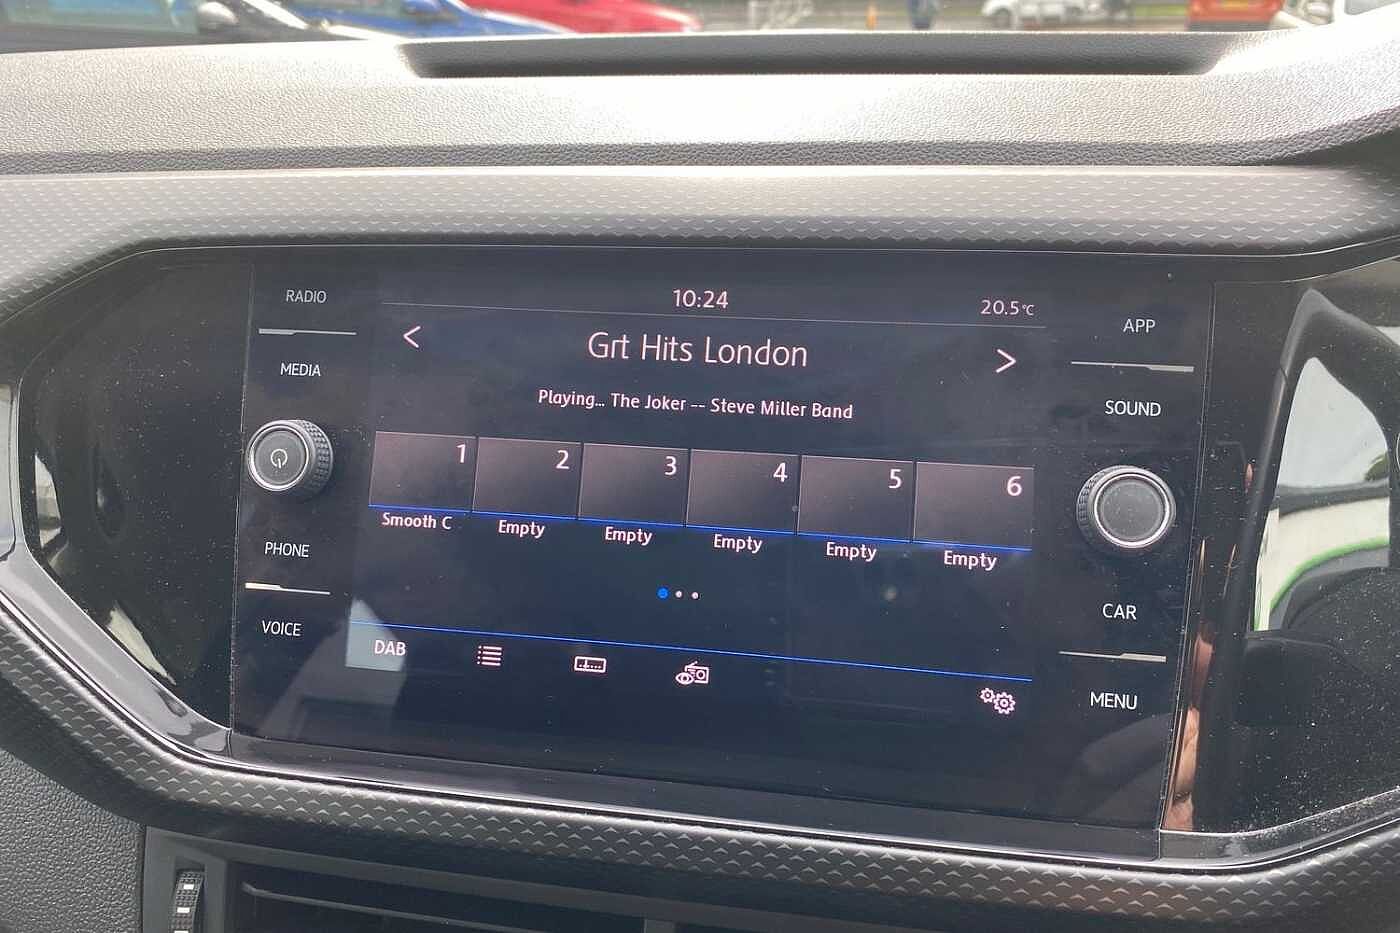 RADIO
MEDIA
PHONE
VOICE
10:24
20.5°C
< Grt Hits London >
Playing... The Joker -- Steve Miller Band
1 2 3 4 5 6
Smooth C Empty Empty Empty Empty Empty
DAB
APP
SOUND
CAR
MENU